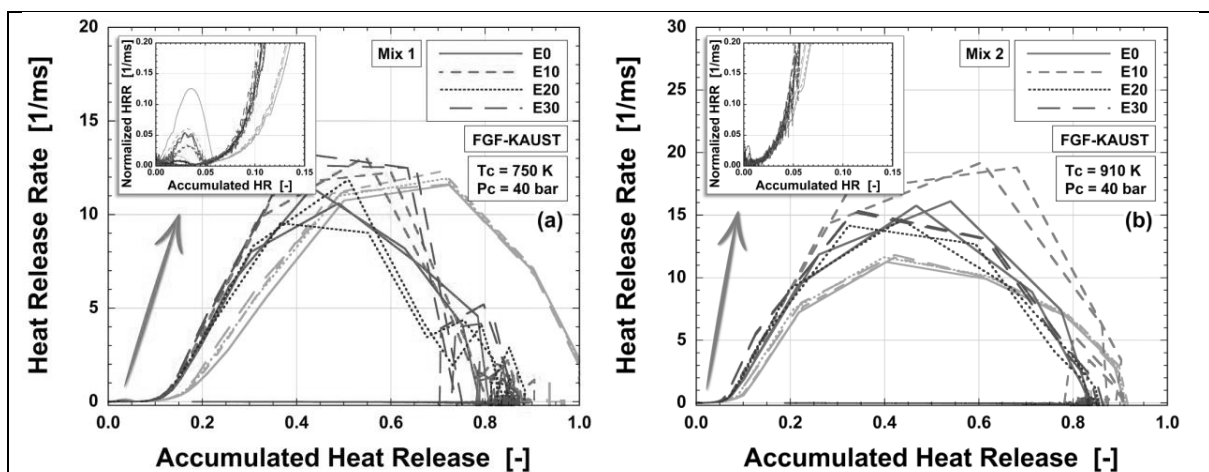 20
15
10
5
0
Heat Release Rate [1/ms]
0.0 0.2 0.4 0.6 0.8 1.0
Accumulated Heat Release [-]
Normalized HRR [1/ms]
0.20
0.15
0.10
0.05
0.00
0.00 0.05 0.10 0.15
Accumulated HR [-]
Mix 1
E0
E10
E20
E30
FGF-KAUST
Tc = 750 K
Pc = 40 bar
(a)
30
25
20
15
10
5
0
Heat Release Rate [1/ms]
0.0 0.2 0.4 0.6 0.8 1.0
Accumulated Heat Release [-]
Normalized HRR [1/ms]
0.20
0.15
0.10
0.05
0.00
0.00 0.05 0.10 0.15
Accumulated HR [-]
Mix 2
E0
E10
E20
E30
FGF-KAUST
Tc = 910 K
Pc = 40 bar
(b)